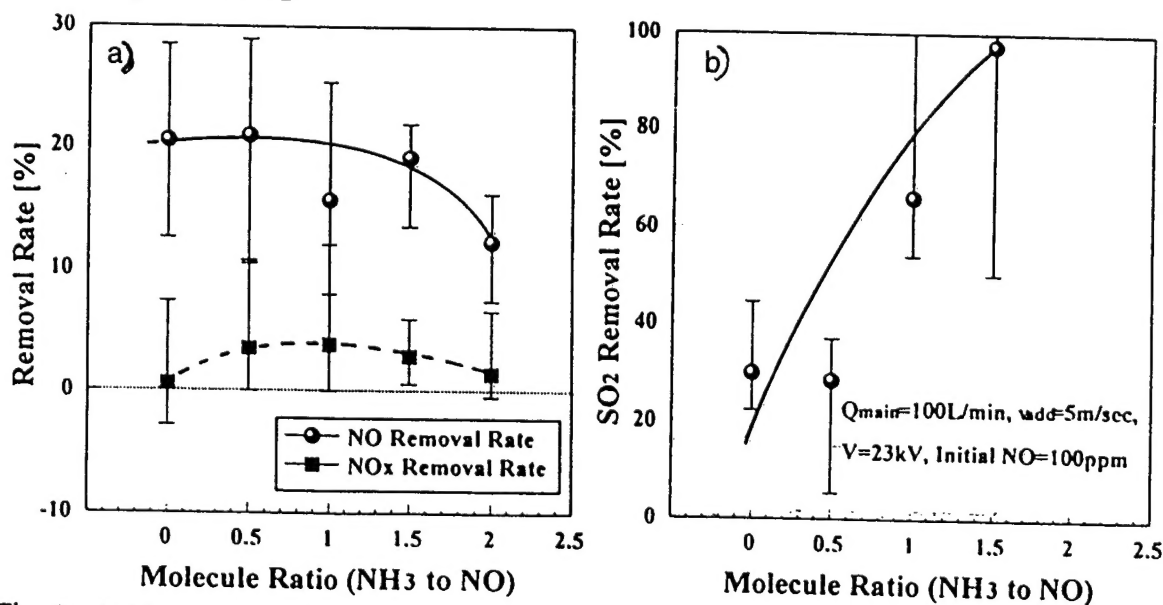 a)
30
20
10
0
-10
Removal Rate [%]
NO Removal Rate
NOx Removal Rate
0 0.5 1 1.5 2 2.5
Molecule Ratio (NH3 to NO)
b)
100
80
60
40
20
0
SO2 Removal Rate [%]
Qmain=100L/min, vadd=5m/sec,
V=23kV, Initial NO=100ppm
0 0.5 1 1.5 2 2.5
Molecule Ratio (NH3 to NO)